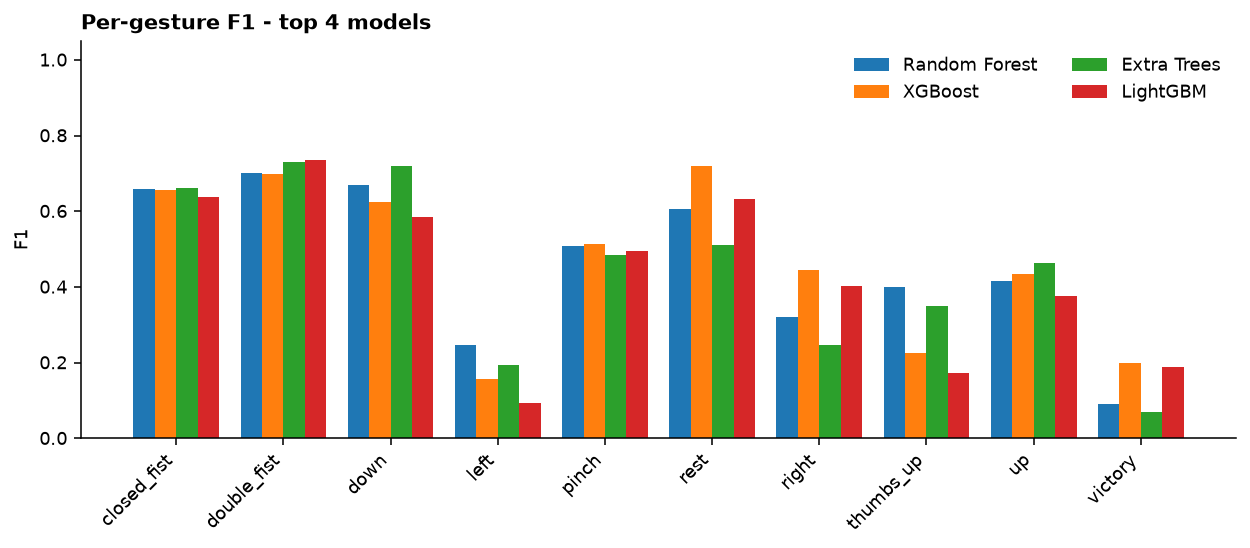 Per-gesture F1 - top 4 models
Random Forest
XGBoost
Extra Trees
LightGBM
F1
1.0
0.8
0.6
0.4
0.2
0.0
closed_fist
double_fist
down
left
pinch
rest
right
thumbs_up
up
victory